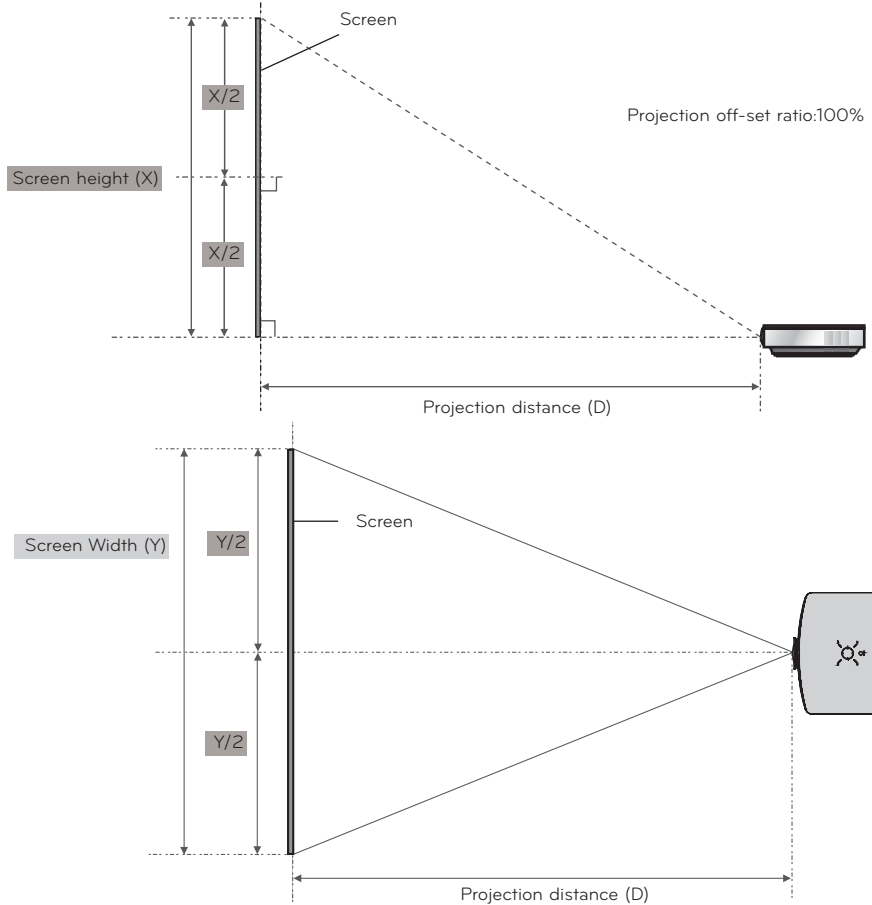 Screen
X/2
Projection off-set ratio:100%
Screen height (X)
X/2
Projection distance (D)
Screen
Screen Width (Y)
Y/2
Y/2
Projection distance (D)